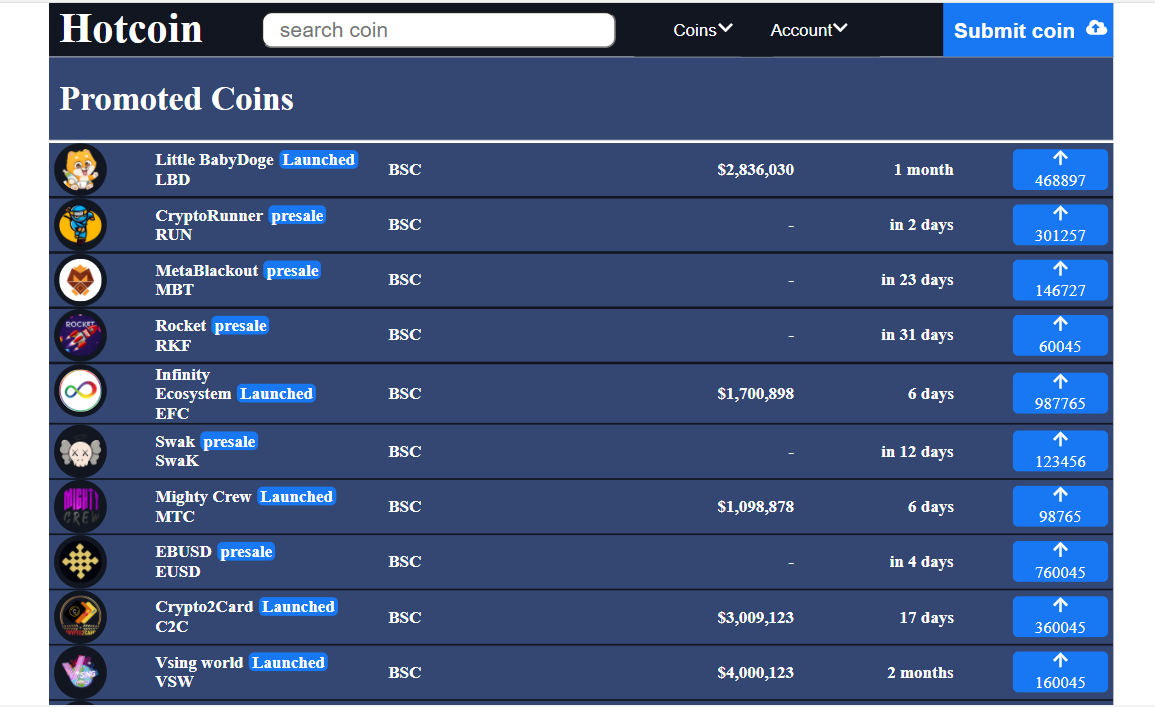 Hotcoin
search coin
Coins
Account
Submit coin
Promoted Coins
Little BabyDoge Launched
LBD
BSC
$2,836,030
1 month
468897
CryptoRunner presale
RUN
BSC
-
in 2 days
301257
MetaBlackout presale
MBT
BSC
-
in 23 days
146727
ROCKET
Rocket presale
RKF
BSC
-
in 31 days
60045
Infinity
Ecosystem Launched
EFC
BSC
$1,700,898
6 days
987765
Swak presale
SwaK
BSC
-
in 12 days
123456
MIGHTY
CREW
Mighty Crew Launched
MTC
BSC
$1,098,878
6 days
98765
EBUSD presale
EUSD
BSC
-
in 4 days
760045
Crypto2Card Launched
C2C
BSC
$3,009,123
17 days
360045
Vsing world Launched
VSW
BSC
$4,000,123
2 months
160045